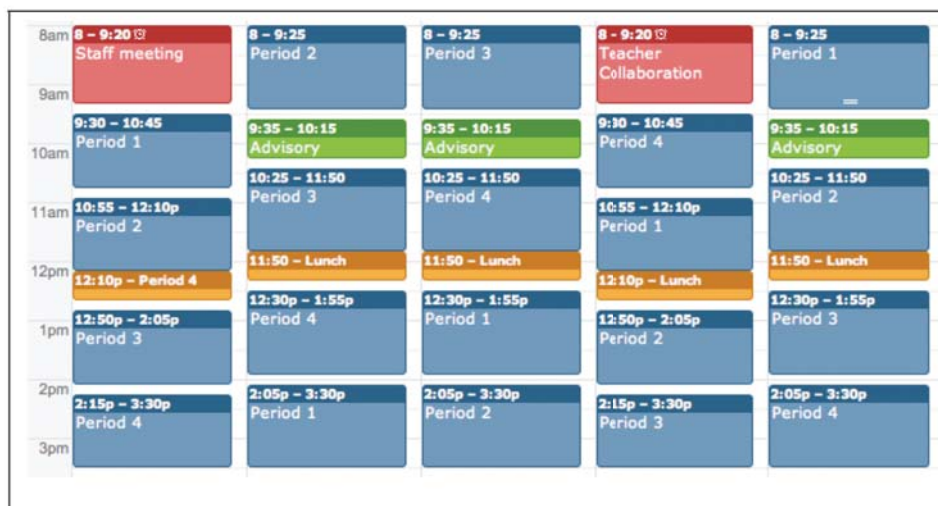 8am
9am
10am
11am
12pm
1pm
2pm
3pm
8 – 9:20
Staff meeting
9:30 – 10:45
Period 1
10:55 – 12:10p
Period 2
12:10p – Period 4
12:50p – 2:05p
Period 3
2:15p – 3:30p
Period 4
8 – 9:25
Period 2
9:35 – 10:15
Advisory
10:25 – 11:50
Period 3
11:50 – Lunch
12:30p – 1:55p
Period 4
2:05p – 3:30p
Period 1
8 – 9:25
Period 3
9:35 – 10:15
Advisory
10:25 – 11:50
Period 4
11:50 – Lunch
12:30p – 1:55p
Period 1
2:05p – 3:30p
Period 2
8 – 9:20
Teacher
Collaboration
9:30 – 10:45
Period 4
10:55 – 12:10p
Period 1
12:10p – Lunch
12:50p – 2:05p
Period 2
2:15p – 3:30p
Period 3
8 – 9:25
Period 1
9:35 – 10:15
Advisory
10:25 – 11:50
Period 2
11:50 – Lunch
12:30p – 1:55p
Period 3
2:05p – 3:30p
Period 4